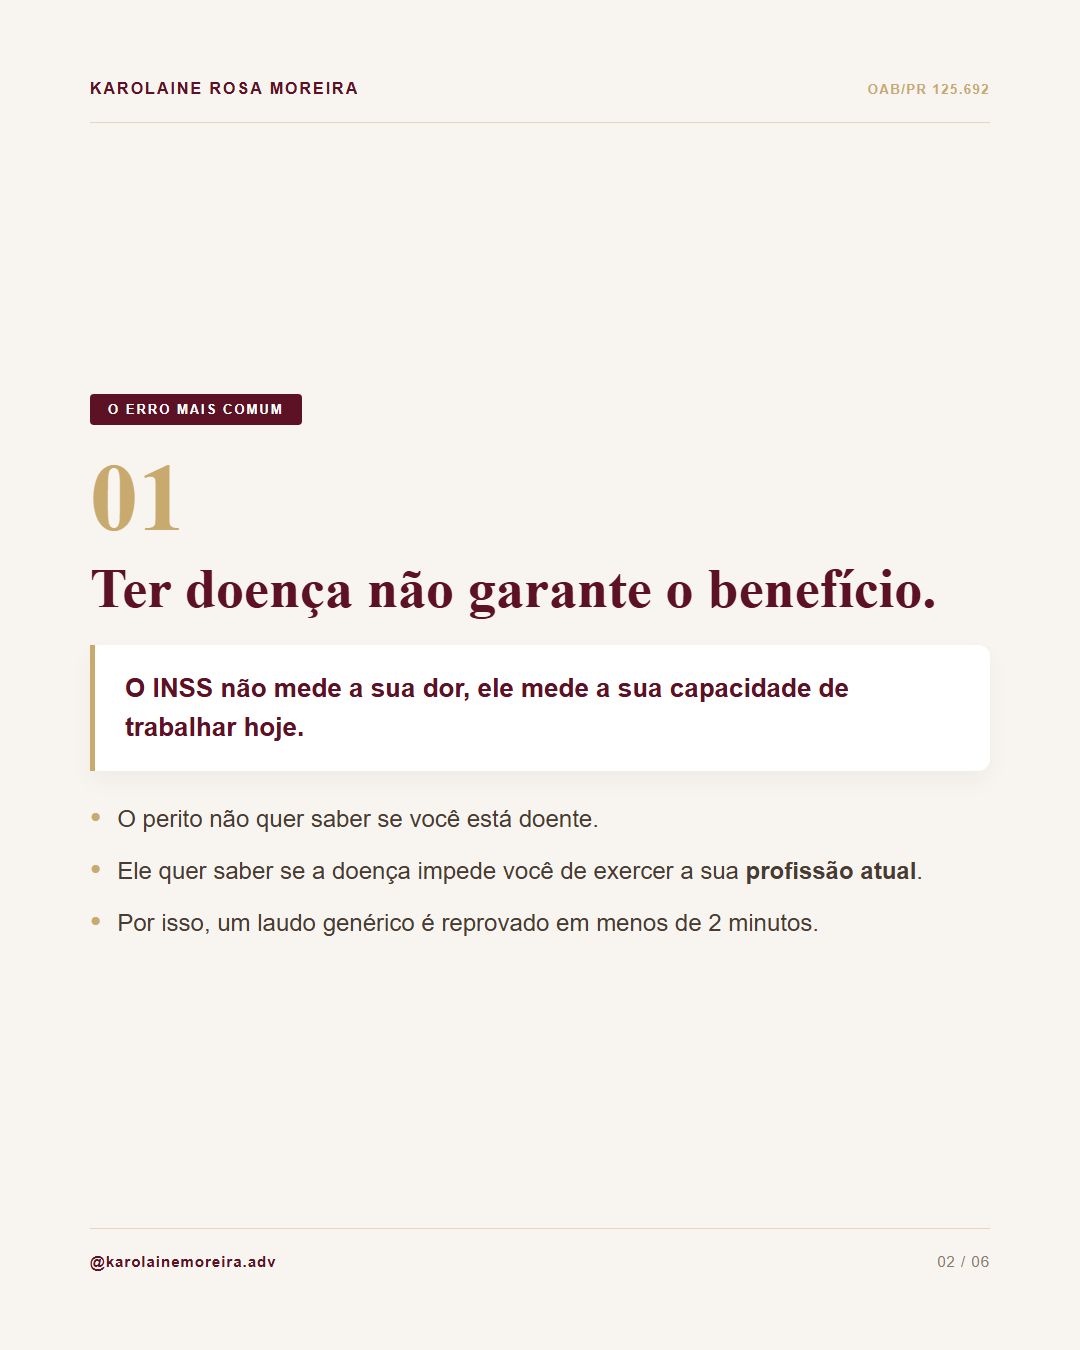 KAROLAINE ROSA MOREIRA
OAB/PR 125.692
O ERRO MAIS COMUM
01
Ter doença não garante o benefício.
O INSS não mede a sua dor, ele mede a sua capacidade de
trabalhar hoje.
• O perito não quer saber se você está doente.
• Ele quer saber se a doença impede você de exercer a sua profissão atual.
• Por isso, um laudo genérico é reprovado em menos de 2 minutos.
@karolainemoreira.adv
02 / 06